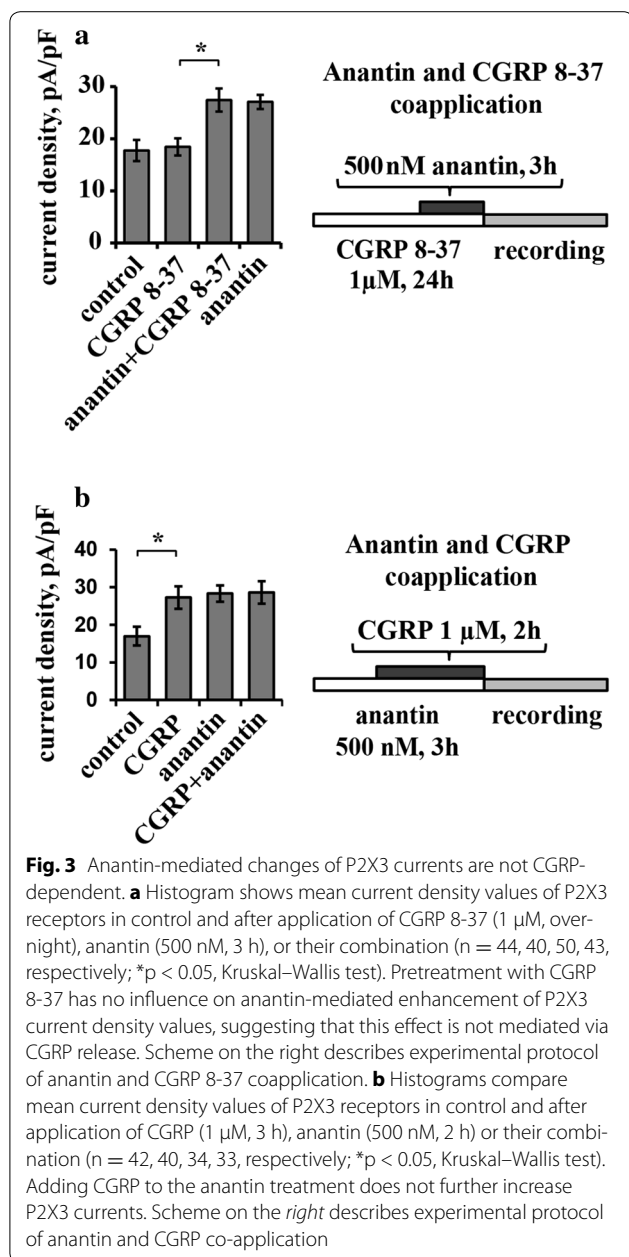 a
current density, pA/pF
30
20
10
0
*
control
CGRP 8-37
anantin+CGRP 8-37
anantin
Anantin and CGRP 8-37
coapplication
500 nM anantin, 3h
CGRP 8-37
1µM, 24h
recording
b
current density, pA/pF
40
30
20
10
0
*
control
CGRP
anantin
CGRP+anantin
Anantin and CGRP
coapplication
CGRP 1 µM, 2h
anantin
500 nM, 3h
recording
Fig. 3 Anantin-mediated changes of P2X3 currents are not CGRP-
dependent. a Histogram shows mean current density values of P2X3
receptors in control and after application of CGRP 8-37 (1 µM, over-
night), anantin (500 nM, 3 h), or their combination (n = 44, 40, 50, 43,
respectively; *p < 0.05, Kruskal–Wallis test). Pretreatment with CGRP
8-37 has no influence on anantin-mediated enhancement of P2X3
current density values, suggesting that this effect is not mediated via
CGRP release. Scheme on the right describes experimental protocol
of anantin and CGRP 8-37 coapplication. b Histograms compare
mean current density values of P2X3 receptors in control and after
application of CGRP (1 µM, 3 h), anantin (500 nM, 2 h) or their combi-
nation (n = 42, 40, 34, 33, respectively; *p < 0.05, Kruskal–Wallis test).
Adding CGRP to the anantin treatment does not further increase
P2X3 currents. Scheme on the right describes experimental protocol
of anantin and CGRP co-application